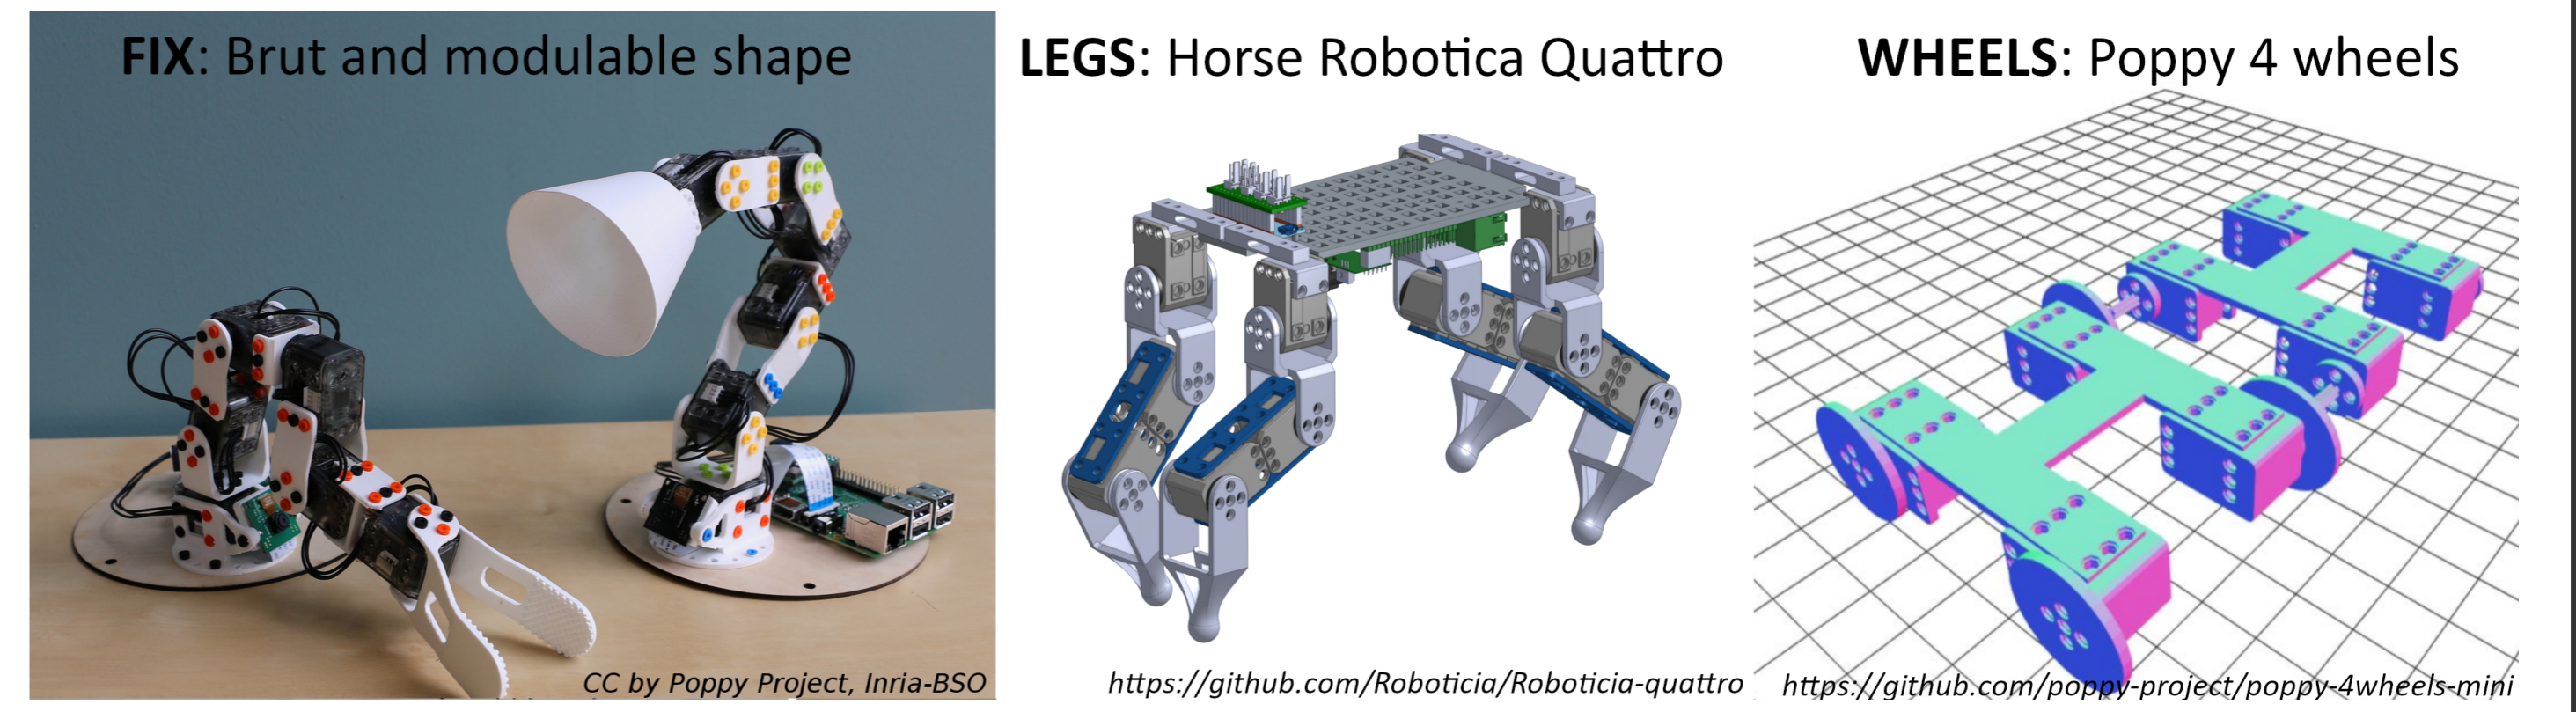 FIX: Brut and modulable shape
CC by Poppy Project, Inria-BSO
LEGS: Horse Robotica Quattro
https://github.com/Roboticia/Roboticia-quattro
WHEELS: Poppy 4 wheels
https://github.com/poppy-project/poppy-4wheels-mini